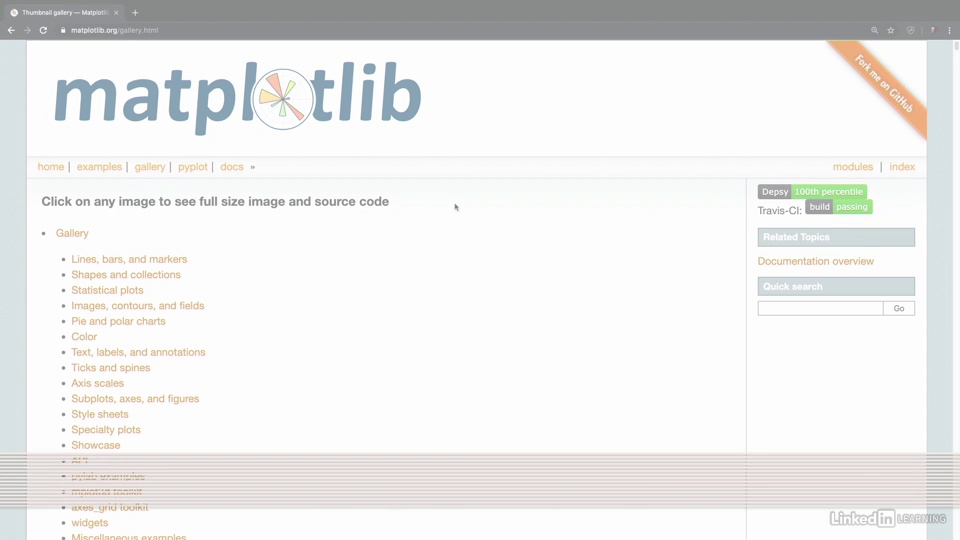 Thumbnail gallery — Matplotli
matplotlib.org/gallery.html
matplotlib
Fork me on GitHub
home | examples | gallery | pyplot | docs »
modules | index
Click on any image to see full size image and source code
Depsy 100th percentile
Travis-CI: build passing
Related Topics
Documentation overview
Quick search
Go
Gallery
Lines, bars, and markers
Shapes and collections
Statistical plots
Images, contours, and fields
Pie and polar charts
Color
Text, labels, and annotations
Ticks and spines
Axis scales
Subplots, axes, and figures
Style sheets
Specialty plots
Showcase
API
pylab examples
mplot3d toolkit
axes_grid toolkit
widgets
Miscellaneous examples
LinkedIn LEARNING